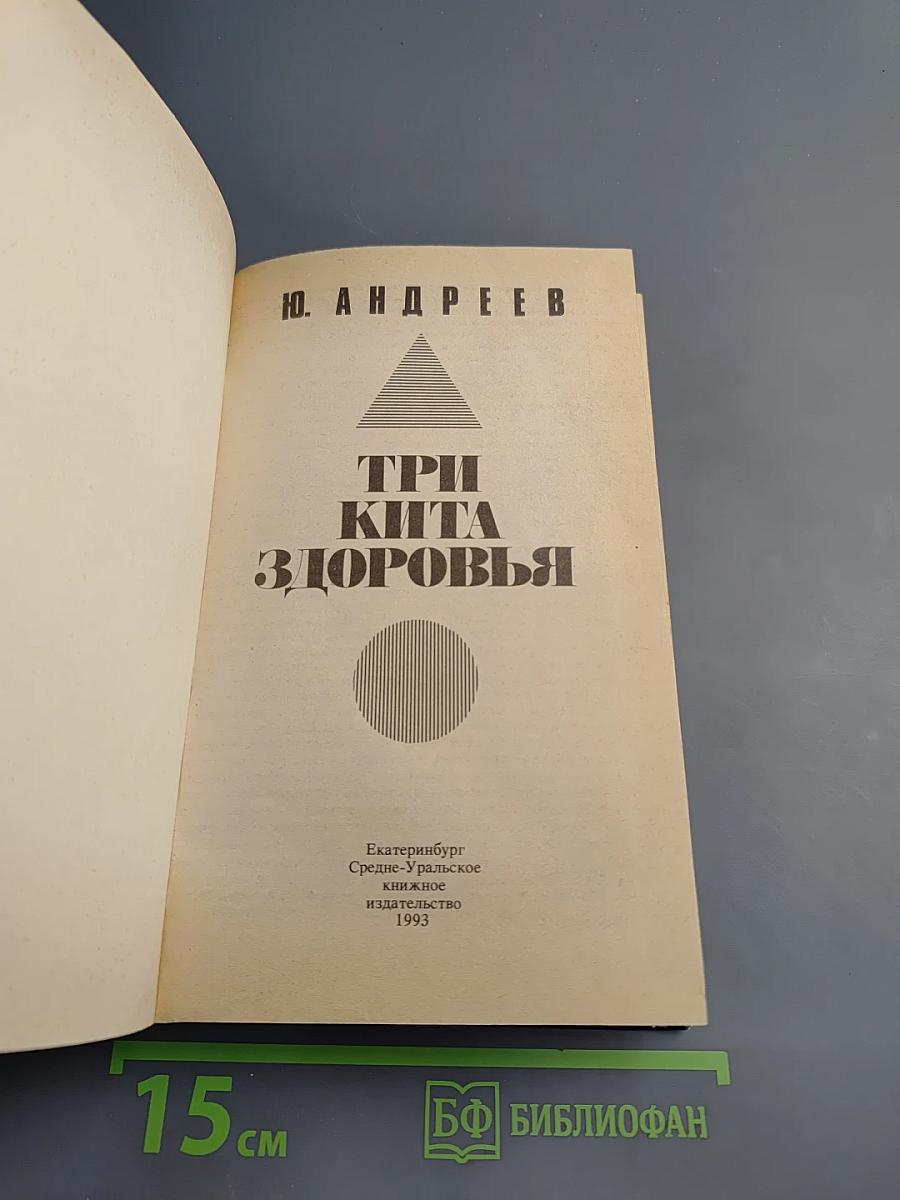 Ю. АНДРЕЕВ
ТРИ
КИТА
ЗДОРОВЬЯ
Екатеринбург
Средне-Уральское
книжное
издательство
1993
15 см
БФ БИБЛИОФАН